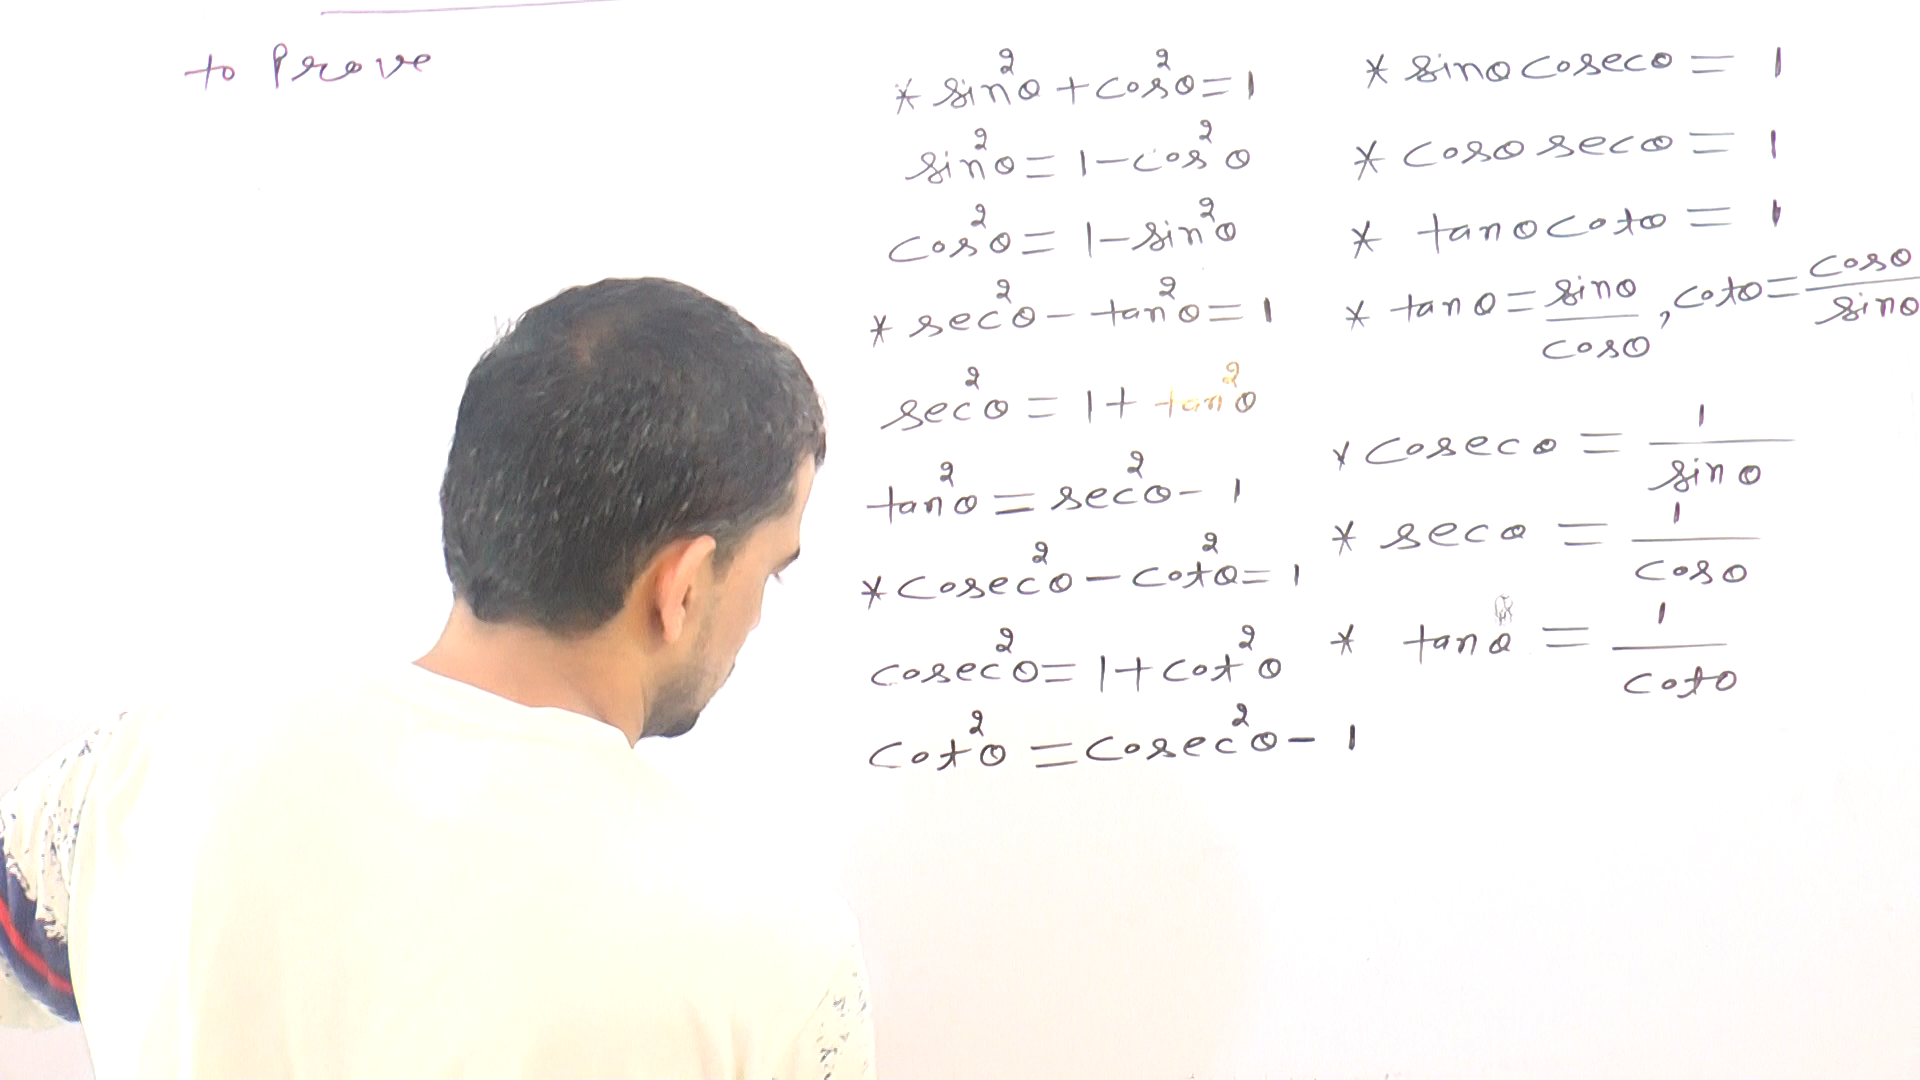 to Prove
* sin²θ + cos²θ = 1
sin²θ = 1 - cos²θ
cos²θ = 1 - sin²θ
* sec²θ - tan²θ = 1
sec²θ = 1 + tan²θ
tan²θ = sec²θ - 1
* cosec²θ - cot²θ = 1
cosec²θ = 1 + cot²θ
cot²θ = cosec²θ - 1
* sinθ cosecθ = 1
* cosθ secθ = 1
* tanθ cotθ = 1
* tanθ = sinθ/cosθ, cotθ = cosθ/sinθ
* cosecθ = 1/sinθ
* secθ = 1/cosθ
* tanθ = 1/cotθ